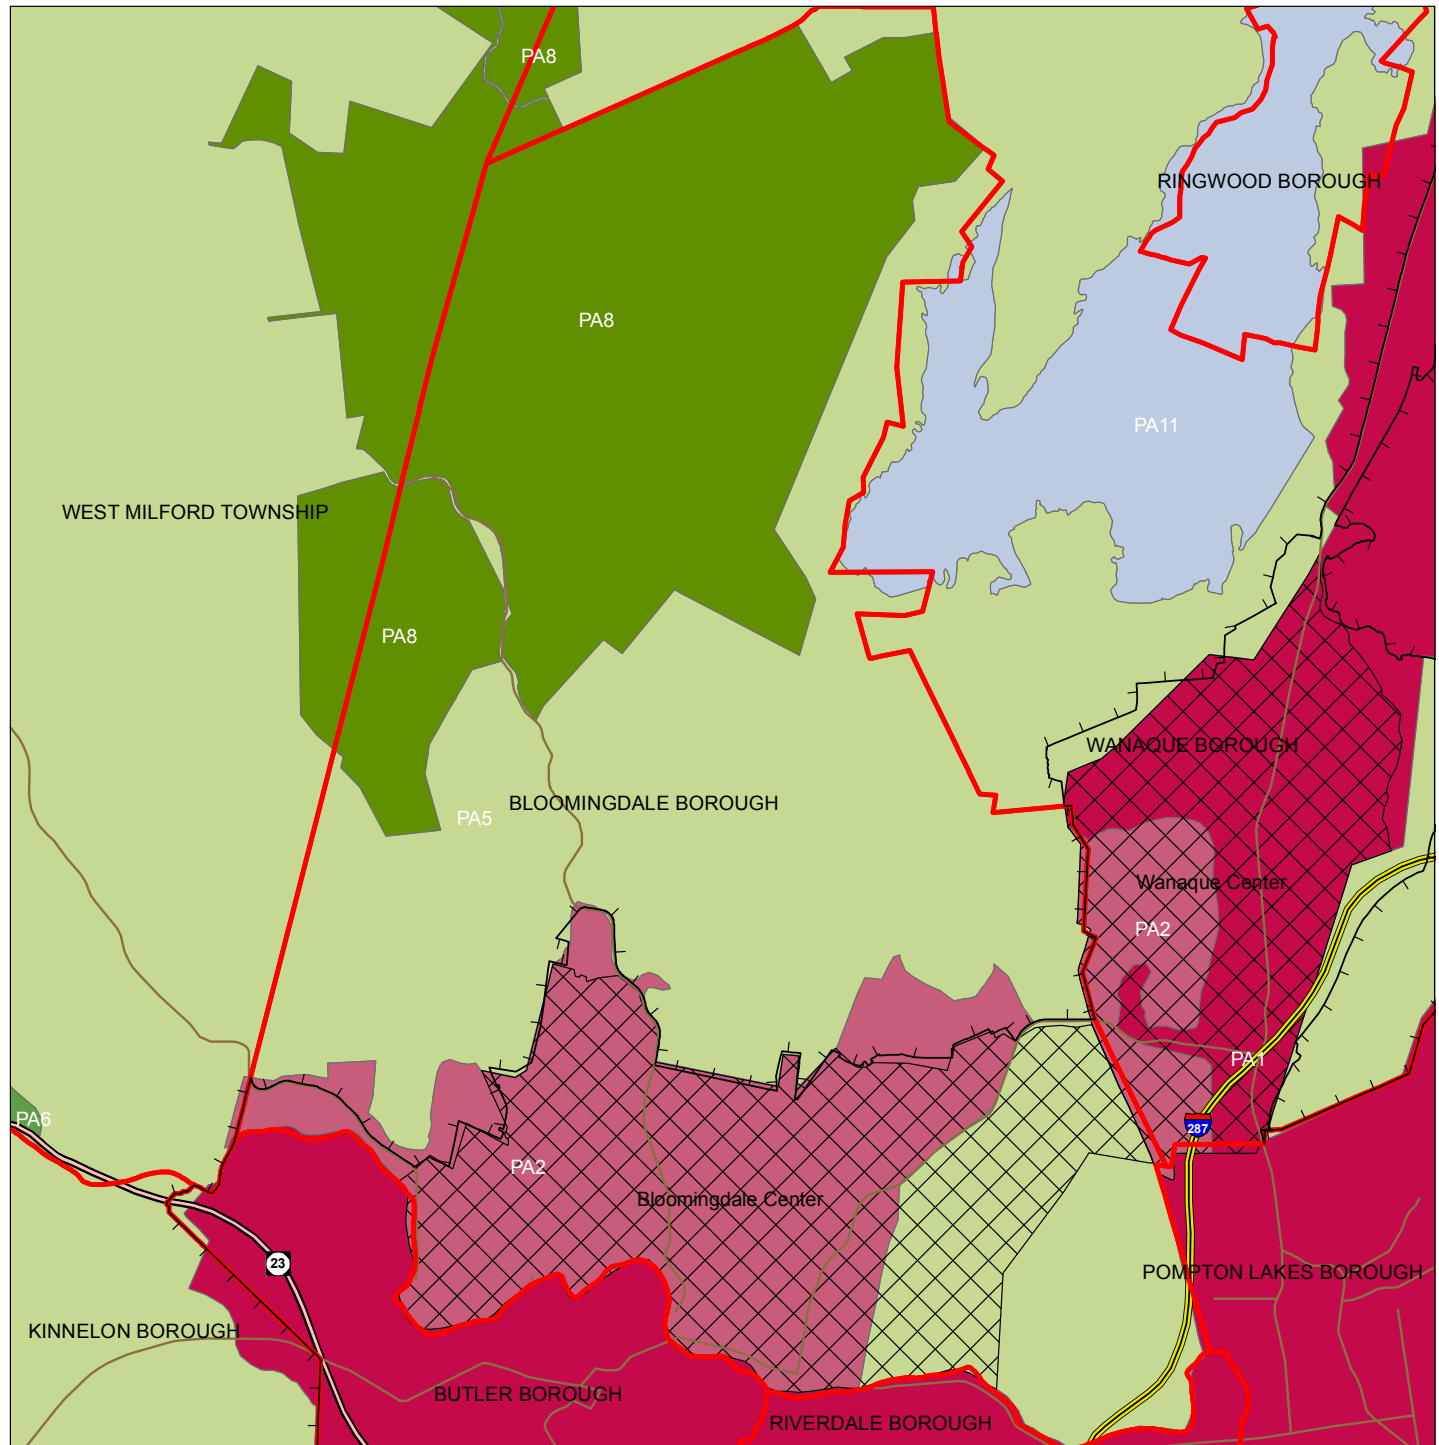 PA8
RINGWOOD BOROUGH
PA8
PA11
WEST MILFORD TOWNSHIP
PA8
WANAQUE BOROUGH
BLOOMINGDALE BOROUGH
PA5
Wanaque Center
PA2
PA1
PA6
287
PA2
Bloomingdale Center
23
POMPTON LAKES BOROUGH
KINNELON BOROUGH
BUTLER BOROUGH
RIVERDALE BOROUGH